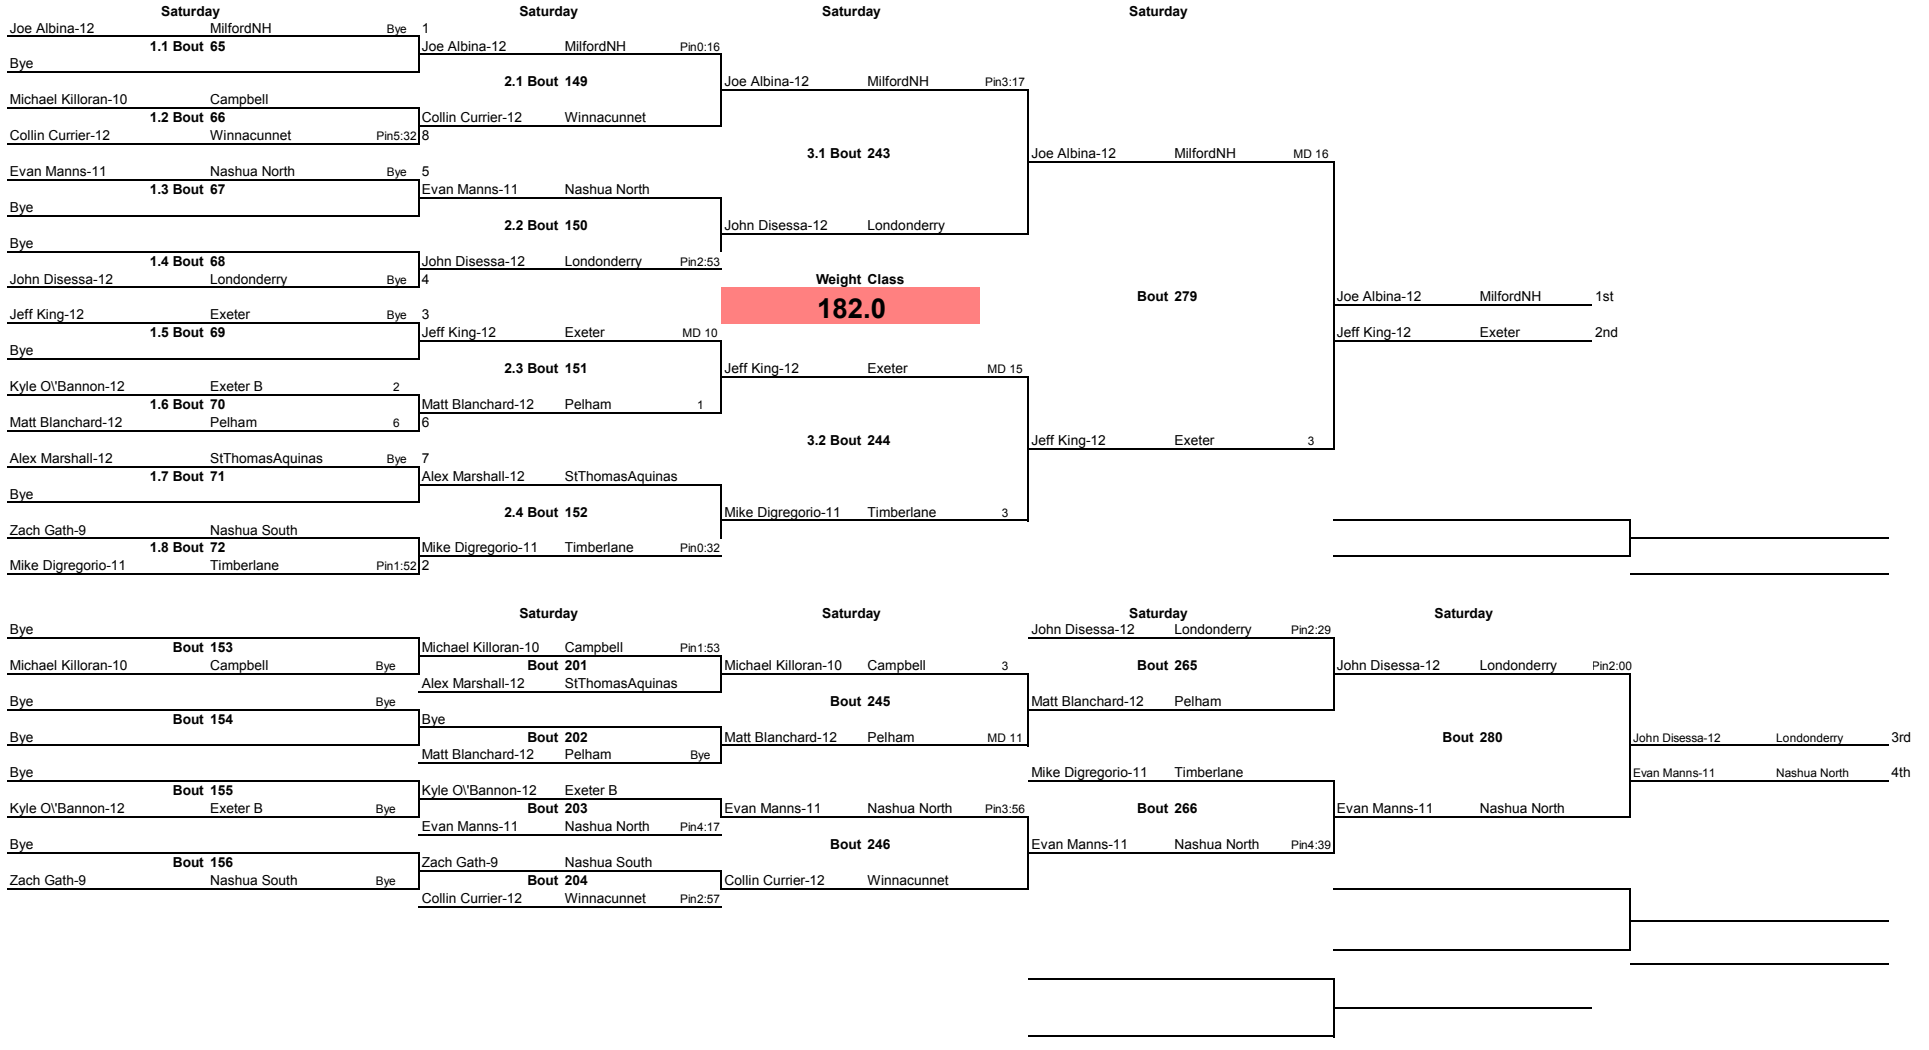 Saturday Saturday Saturday Saturday
Joe Albina-12 MilfordNH Bye 1
1.1 Bout 65 Joe Albina-12 MilfordNH Pin0:16
Bye
2.1 Bout 149 Joe Albina-12 MilfordNH Pin3:17
Michael Killoran-10 Campbell
1.2 Bout 66 Collin Currier-12 Winnacunnet
Collin Currier-12 Winnacunnet Pin5:32 8
3.1 Bout 243 Joe Albina-12 MilfordNH MD 16
Evan Manns-11 Nashua North Bye 5
1.3 Bout 67 Evan Manns-11 Nashua North
Bye
2.2 Bout 150 John Disessa-12 Londonderry
Bye
1.4 Bout 68 John Disessa-12 Londonderry Pin2:53
John Disessa-12 Londonderry Bye 4 Weight Class
Bout 279 Joe Albina-12 MilfordNH 1st
182.0
Jeff King-12 Exeter Bye 3
1.5 Bout 69 Jeff King-12 Exeter MD 10 Jeff King-12 Exeter 2nd
Bye
2.3 Bout 151 Jeff King-12 Exeter MD 15
Kyle O\'Bannon-12 Exeter B 2
1.6 Bout 70 Matt Blanchard-12 Pelham 1
Matt Blanchard-12 Pelham 6 6
3.2 Bout 244 Jeff King-12 Exeter 3
Alex Marshall-12 StThomasAquinas Bye 7
1.7 Bout 71 Alex Marshall-12 StThomasAquinas
Bye
2.4 Bout 152 Mike Digregorio-11 Timberlane 3
Zach Gath-9 Nashua South
1.8 Bout 72 Mike Digregorio-11 Timberlane Pin0:32
Mike Digregorio-11 Timberlane Pin1:52 2
Saturday Saturday Saturday Saturday
Bye John Disessa-12 Londonderry Pin2:29
Bout 153 Michael Killoran-10 Campbell Pin1:53
Michael Killoran-10 Campbell Bye Bout 201 Michael Killoran-10 Campbell 3 Bout 265 John Disessa-12 Londonderry Pin2:00
Alex Marshall-12 StThomasAquinas
Bye Bye Bout 245 Matt Blanchard-12 Pelham
Bout 154 Bye
Bye Bout 202 Matt Blanchard-12 Pelham MD 11 Bout 280 John Disessa-12 Londonderry 3rd
Matt Blanchard-12 Pelham Bye
Bye Mike Digregorio-11 Timberlane Evan Manns-11 Nashua North 4th
Bout 155 Kyle O\'Bannon-12 Exeter B
Kyle O\'Bannon-12 Exeter B Bye Bout 203 Evan Manns-11 Nashua North Pin3:56 Bout 266 Evan Manns-11 Nashua North
Evan Manns-11 Nashua North Pin4:17
Bye Bout 246 Evan Manns-11 Nashua North Pin4:39
Bout 156 Zach Gath-9 Nashua South
Zach Gath-9 Nashua South Bye Bout 204 Collin Currier-12 Winnacunnet
Collin Currier-12 Winnacunnet Pin2:57